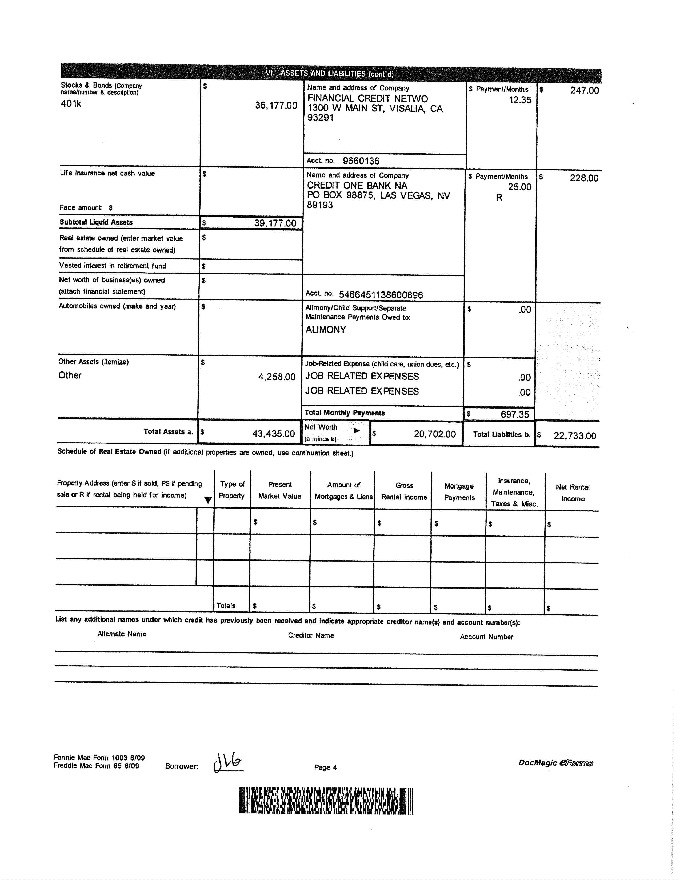 VI. ASSETS AND LIABILITIES (cont'd)
Stocks & Bonds (Company
name/number & description)
401k
$
36,177.00
Name and address of Company
FINANCIAL CREDIT NETWO
1300 W MAIN ST, VISALIA, CA
93291
Acct. no. 9660136
$ Payment/Months
12.35
$ 247.00
Life insurance net cash value
Face amount $
$
Name and address of Company
CREDIT ONE BANK NA
PO BOX 98875, LAS VEGAS, NV
89193
$ Payment/Months
25.00
R
$ 228.00
Subtotal Liquid Assets $ 39,177.00
Real estate owned (enter market value
from schedule of real estate owned)
$
Vested interest in retirement fund $
Net worth of business(es) owned
(attach financial statement)
$
Acct. no. 5466451138600696
Automobiles owned (make and year) $
Alimony/Child Support/Separate
Maintenance Payments Owed to:
ALIMONY
$ .00
Other Assets (itemize)
Other
$
4,258.00
Job-Related Expense (child care, union dues, etc.) $
JOB RELATED EXPENSES .00
JOB RELATED EXPENSES .00
Total Monthly Payments $ 697.35
Total Assets a. $ 43,435.00
Net Worth
(a minus b)
$ 20,702.00
Total Liabilities b. $ 22,733.00
Schedule of Real Estate Owned (if additional properties are owned, use continuation sheet.)
Property Address (enter S if sold, PS if pending
sale or R if rental being held for income)
Type of
Property
Present
Market Value
Amount of
Mortgages & Liens
Gross
Rental Income
Mortgage
Payments
Insurance,
Maintenance,
Taxes & Misc.
Net Rental
Income
$ $ $ $ $ $
Totals $ $ $ $ $ $
List any additional names under which credit has previously been received and indicate appropriate creditor name(s) and account number(s):
Alternate Name Creditor Name Account Number
Fannie Mae Form 1003 6/09
Freddie Mac Form 65 6/09
Borrower:
Page 4
DocMagic eForms